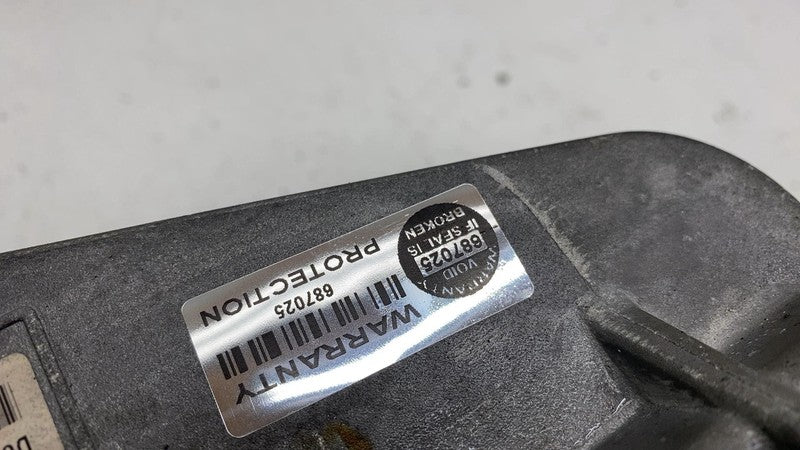 WARRANTY
687025
PROTECTION
WARRANTY
VOID
687025
IF SEAL IS
BROKEN